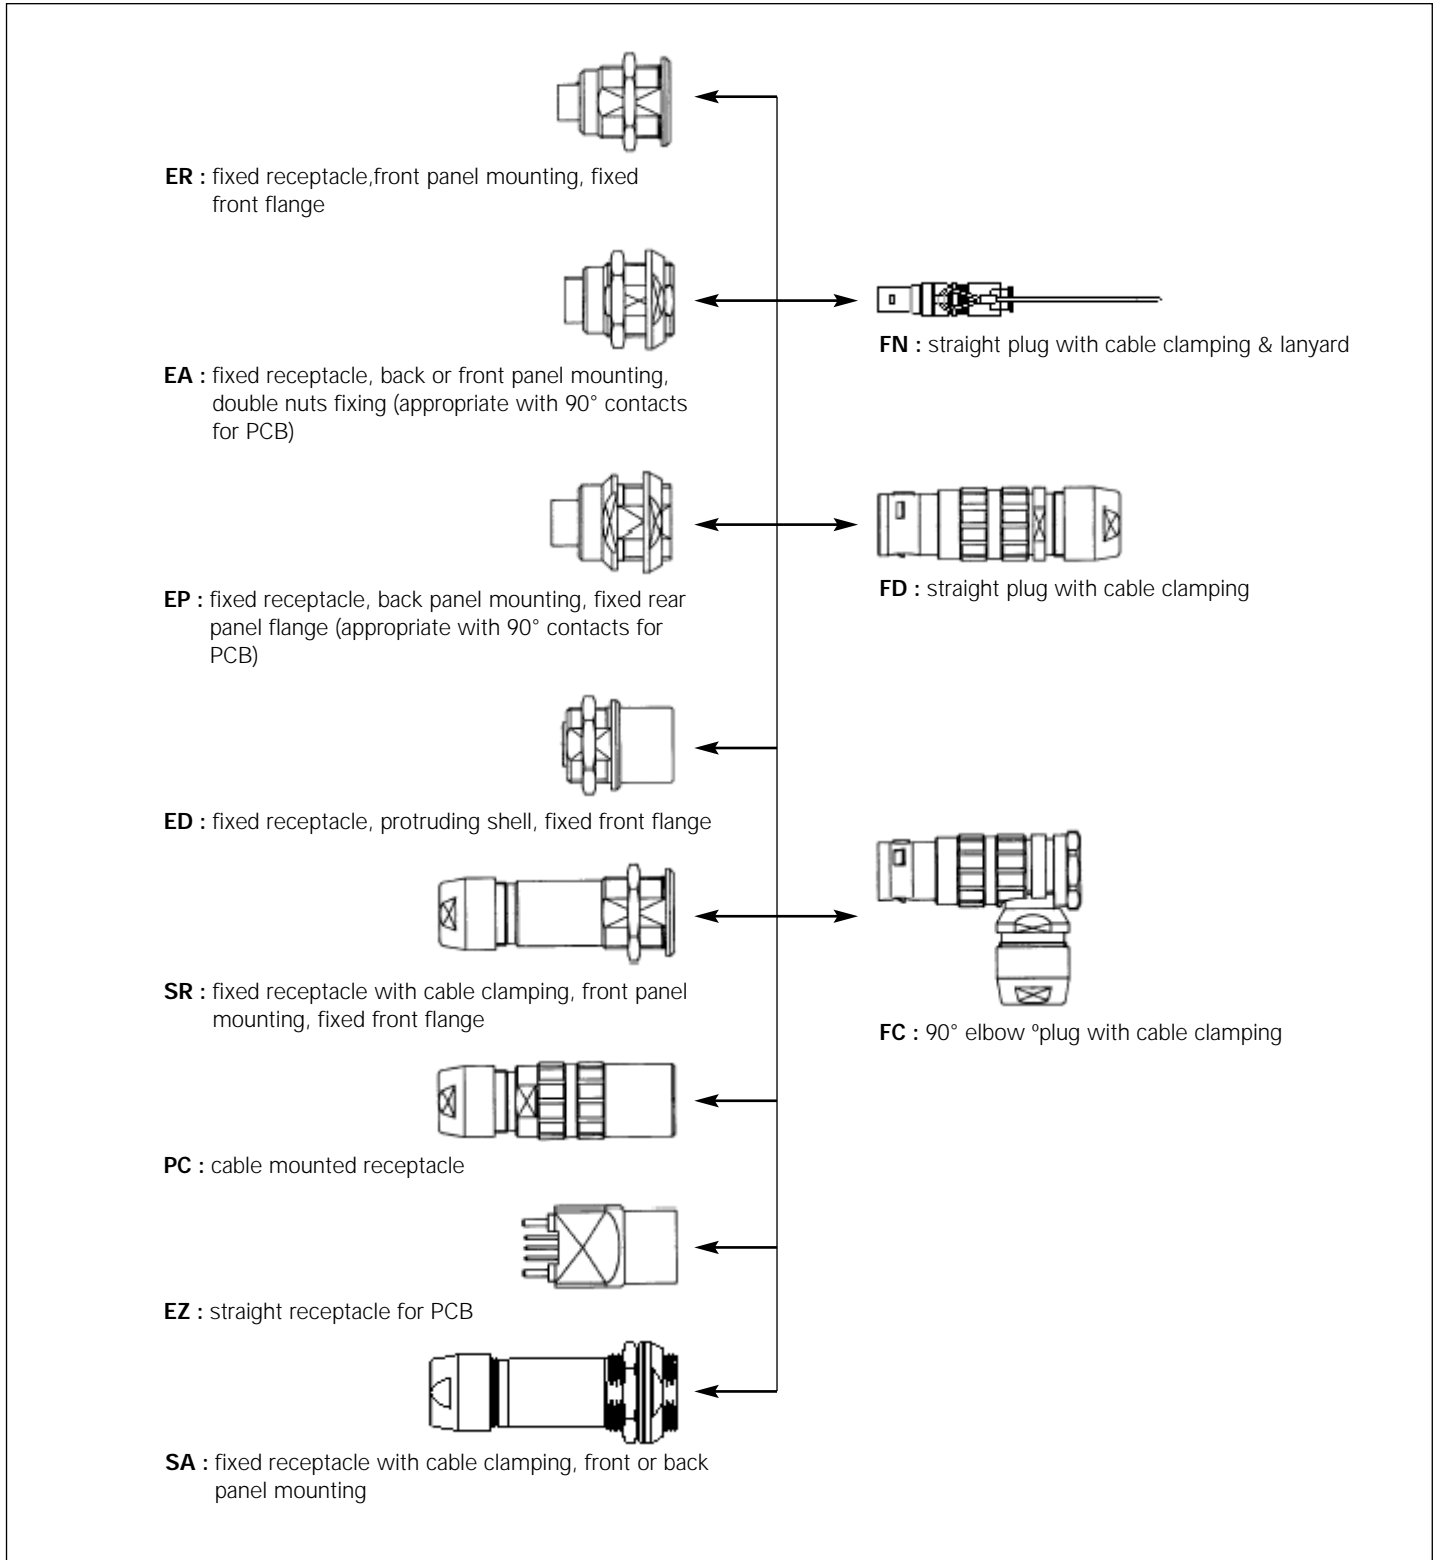 ER : fixed receptacle,front panel mounting, fixed
front flange
EA : fixed receptacle, back or front panel mounting,
double nuts fixing (appropriate with 90° contacts
for PCB)
FN : straight plug with cable clamping & lanyard
EP : fixed receptacle, back panel mounting, fixed rear
panel flange (appropriate with 90° contacts for
PCB)
FD : straight plug with cable clamping
ED : fixed receptacle, protruding shell, fixed front flange
SR : fixed receptacle with cable clamping, front panel
mounting, fixed front flange
FC : 90° elbow ºplug with cable clamping
PC : cable mounted receptacle
EZ : straight receptacle for PCB
SA : fixed receptacle with cable clamping, front or back
panel mounting